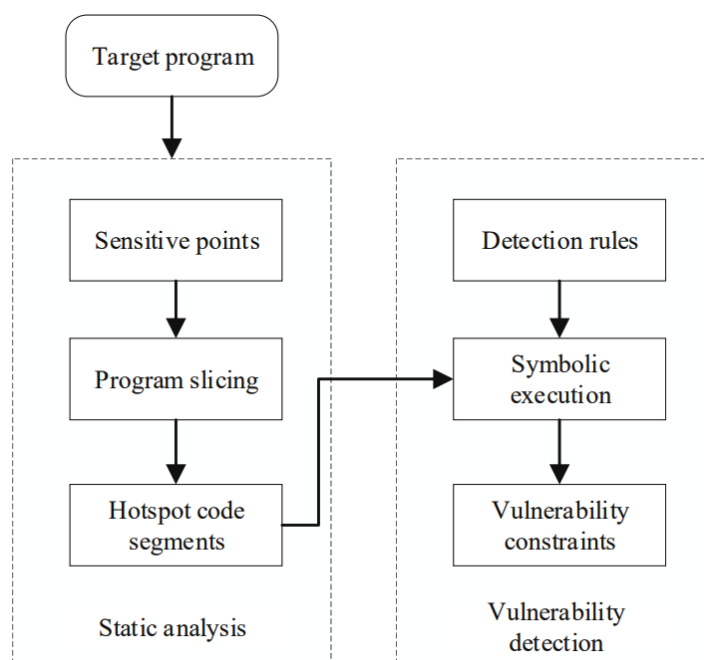 Target program
Sensitive points
Program slicing
Hotspot code
segments
Static analysis
Detection rules
Symbolic
execution
Vulnerability
constraints
Vulnerability
detection